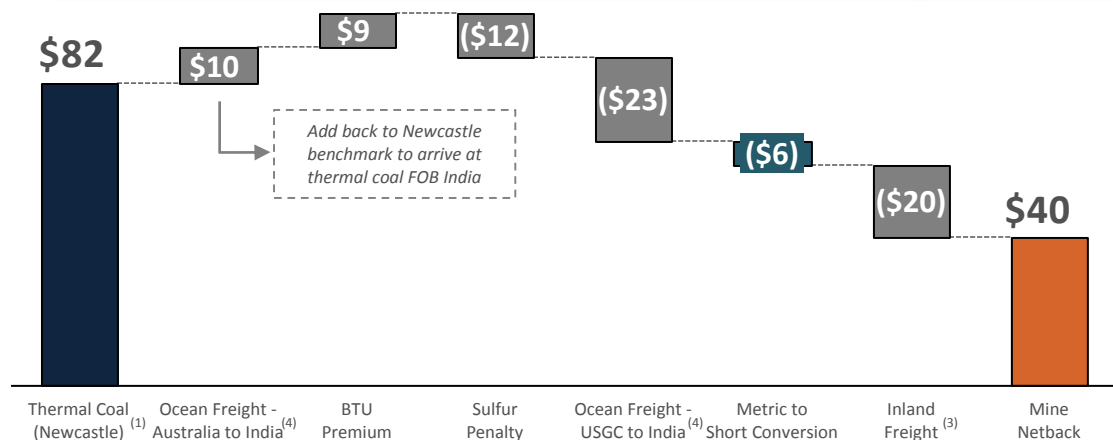 $82
$10
$9
($12)
($23)
($6)
($20)
$40
Add back to Newcastle
benchmark to arrive at
thermal coal FOB India
Thermal Coal
(Newcastle) (1)
Ocean Freight -
Australia to India(4)
BTU
Premium
Sulfur
Penalty
Ocean Freight -
USGC to India(4)
Metric to
Short Conversion
Inland
Freight(3)
Mine
Netback